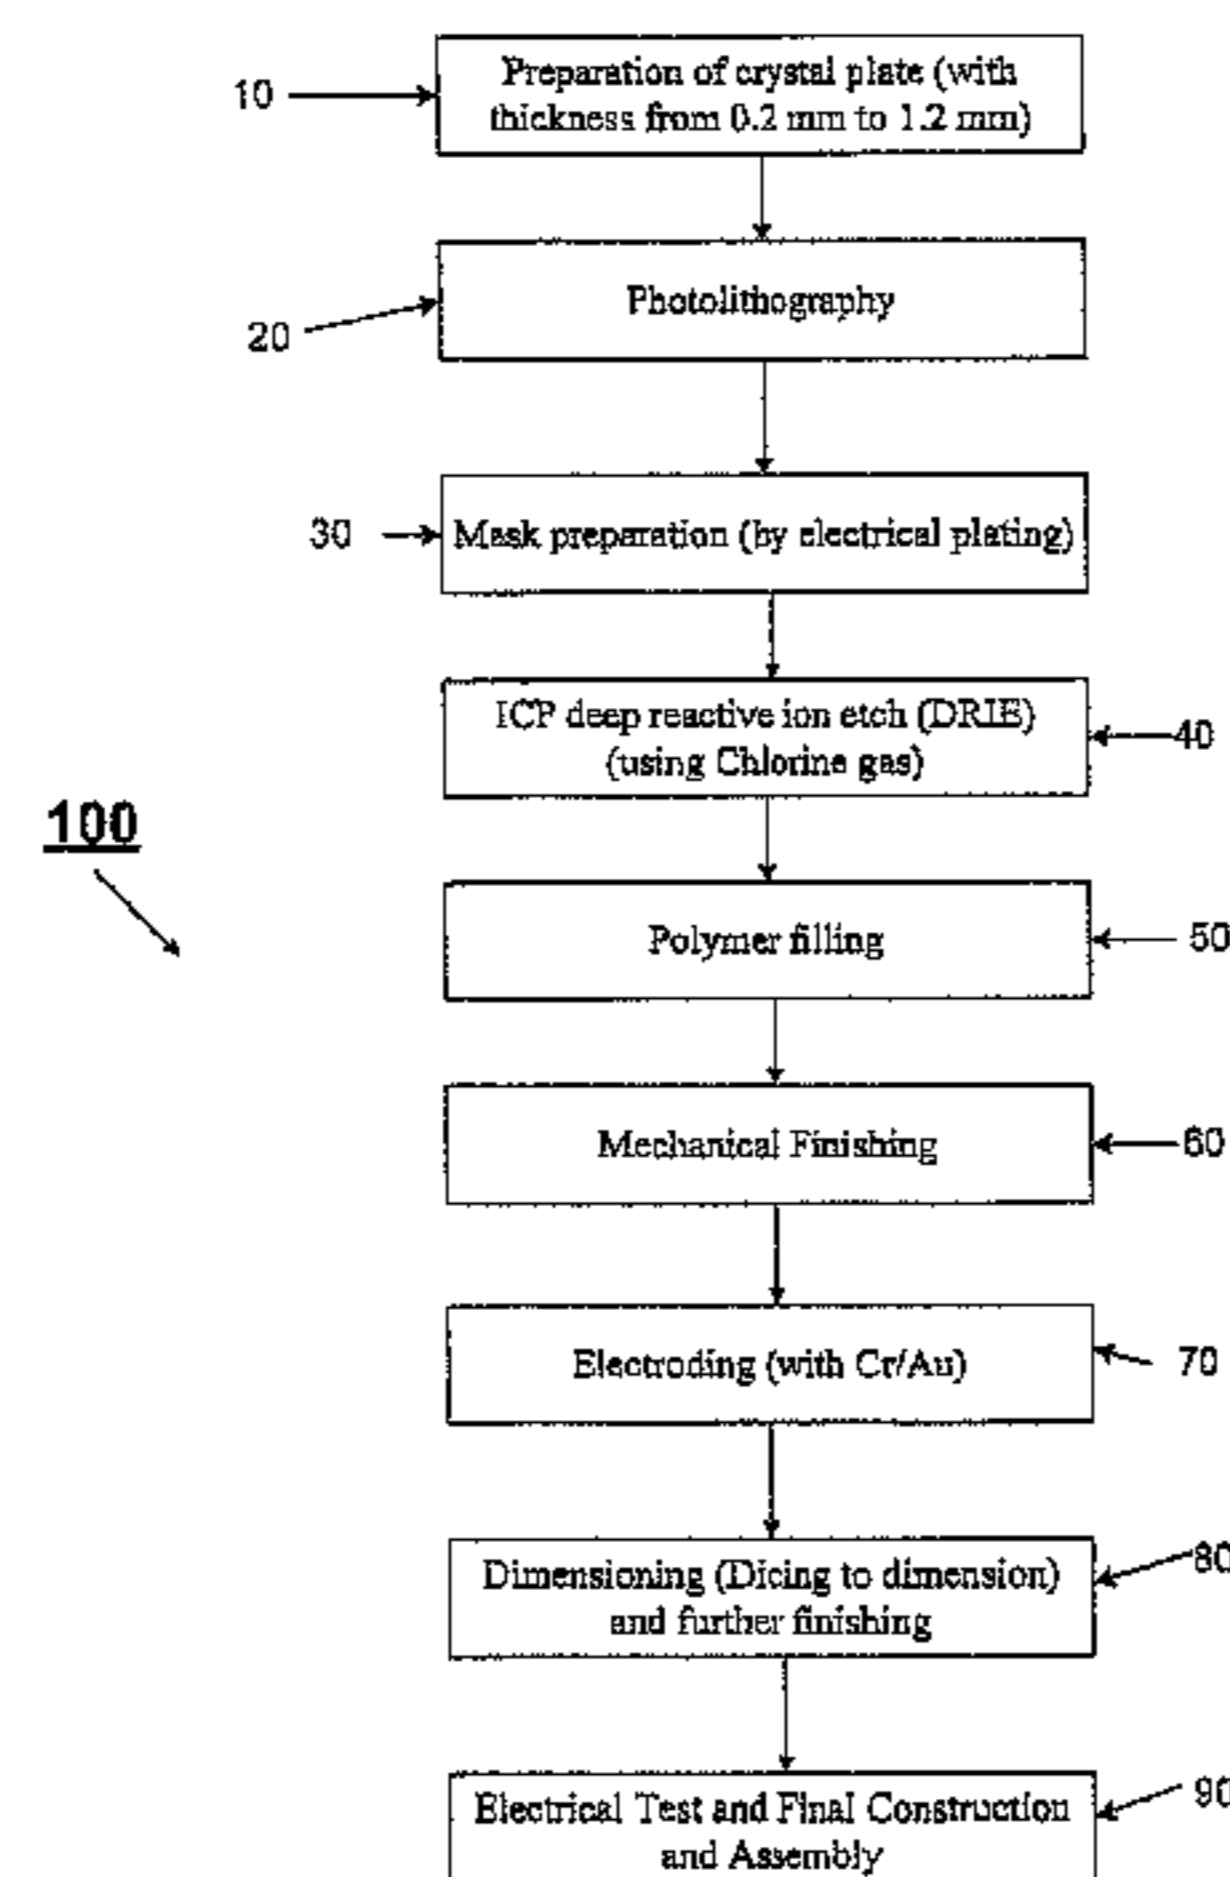 10
Preparation of crystal plate (with
thickness from 0.2 mm to 1.2 mm)
20
Photolithography
30
Mask preparation (by electrical plating)
ICP deep reactive ion etch (DRIE)
(using Chlorine gas)
40
100
Polymer filling
50
Mechanical Finishing
60
Electroding (with Cr/Au)
70
Dimensioning (Dicing to dimension)
and further finishing
80
Electrical Test and Final Construction
and Assembly
90